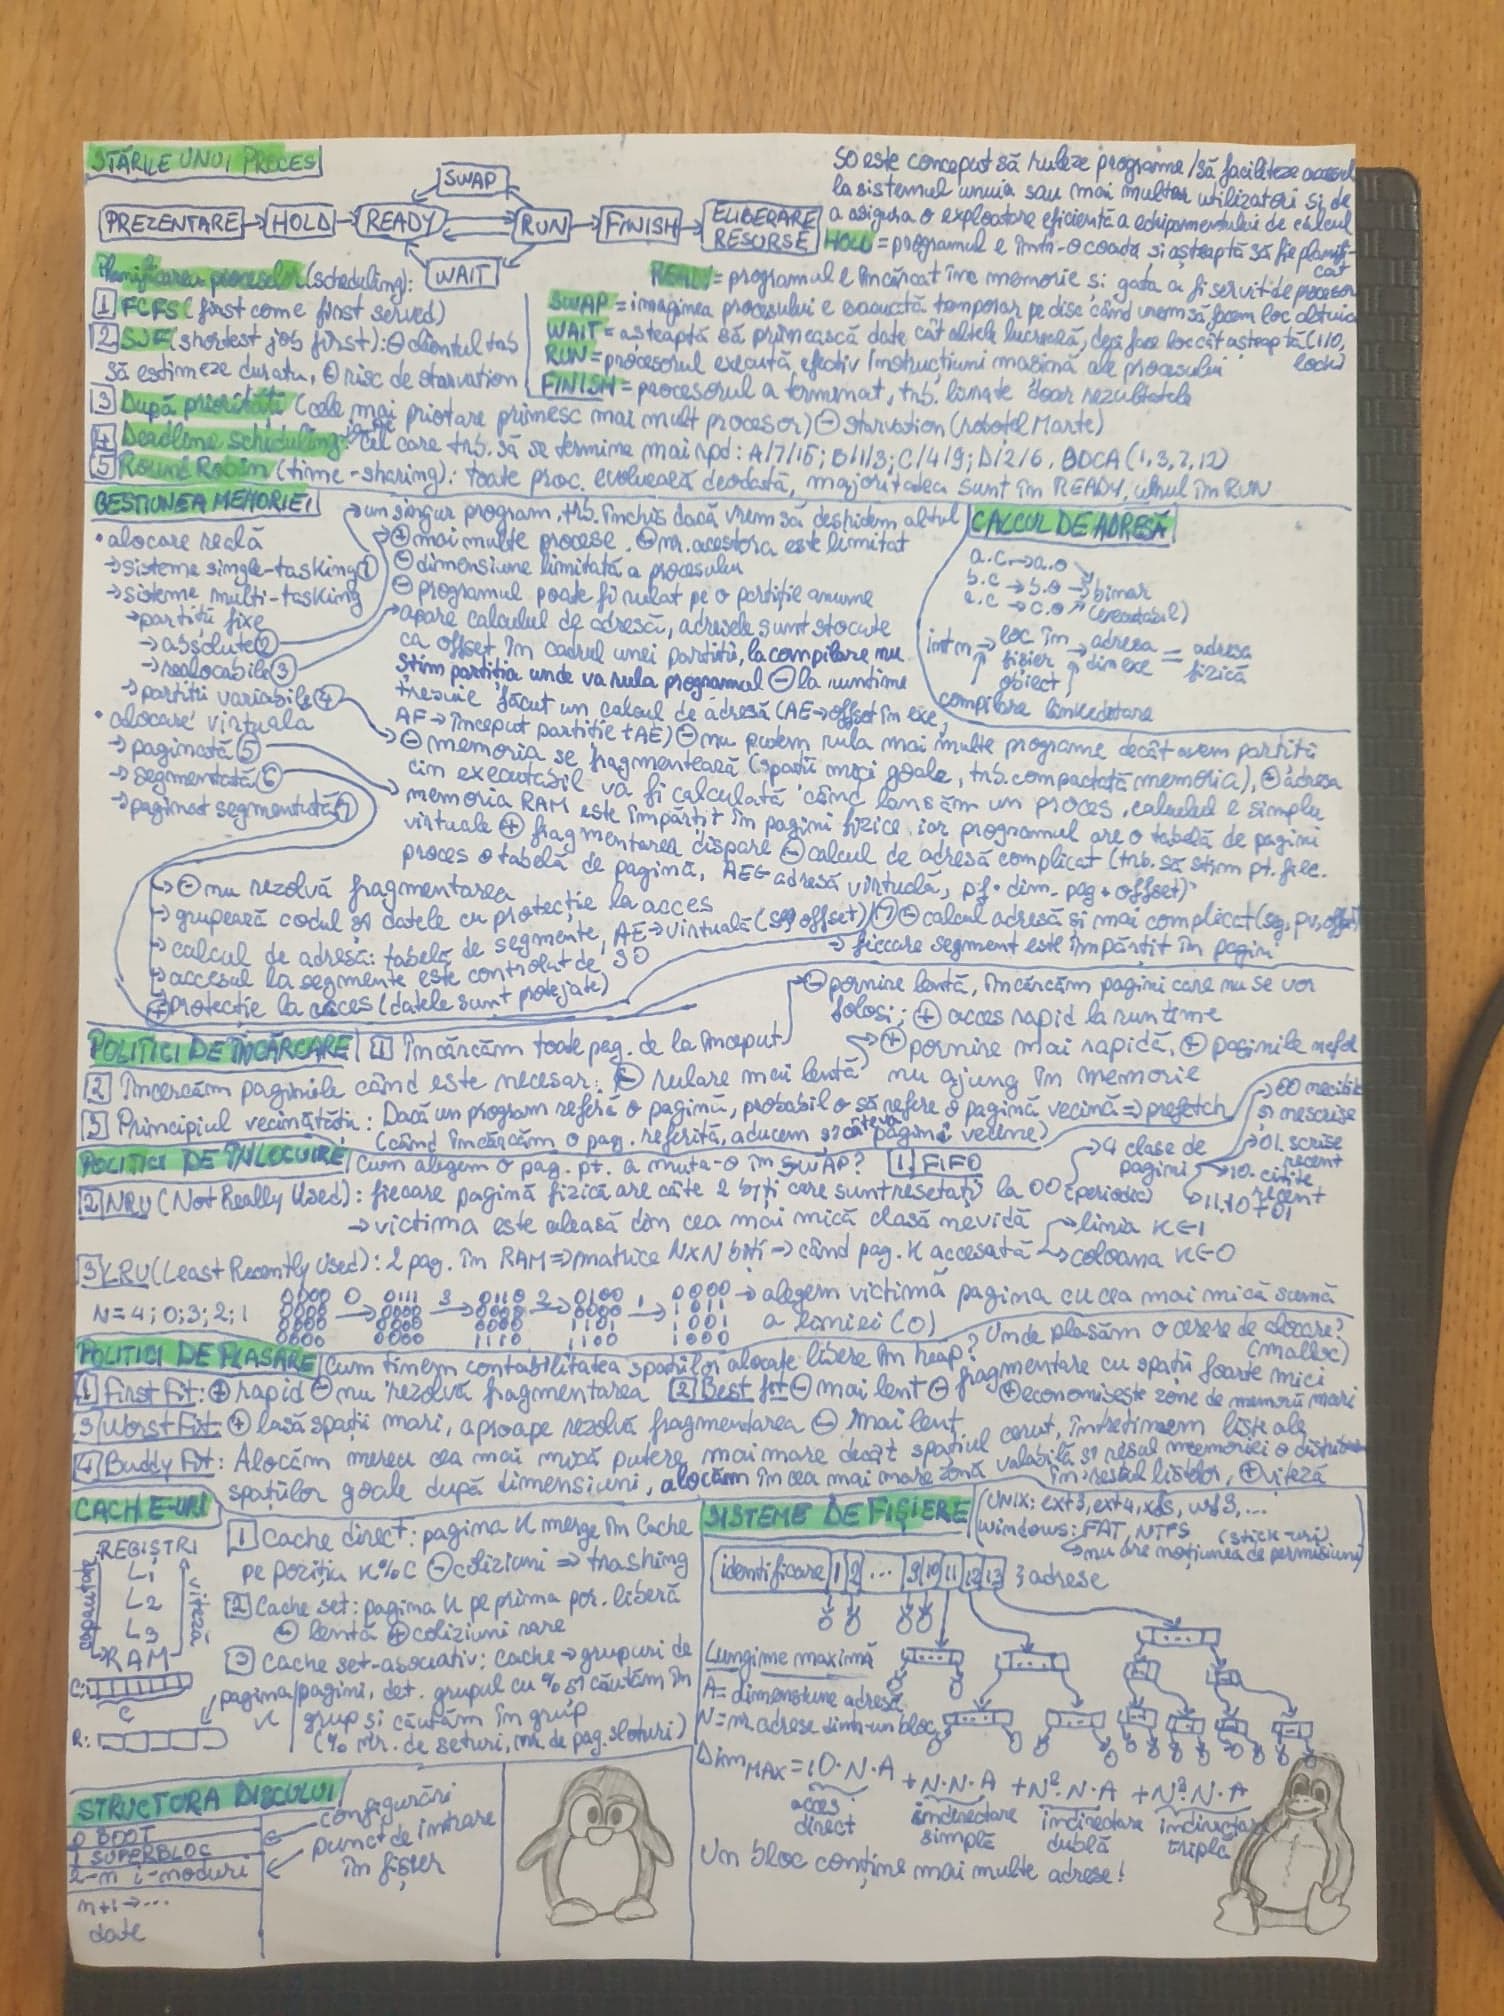 STĂRILE UNUI PROCES
SO este conceput să ruleze programe/să faciliteze accesul
la sistemul unuia sau mai multor utilizatori și de
a asigura o exploatare eficientă a echipamentului de calcul
SWAP
PREZENTARE HOLD READY RUN FINISH ELIBERARE RESURSE
WAIT
HOLD = programul e într-o coadă și așteaptă să fie planificat
READY = programul e încărcat în memorie și gata a fi servit de procesor
SWAP = imaginea procesului e evacuată temporar pe disc când vrem să facem loc altuia
WAIT = așteaptă să primească date cât altele lucrează, deja face loc cât așteaptă (I/O, lock)
RUN = procesorul execută efectiv instrucțiuni mașină ale procesului
FINISH = procesorul a terminat, trb. livrate doar rezultatele
Planificarea proceselor (scheduling):
1 FCFS (first come first served)
2 SJF (shortest job first): ⊖ clientul trb
să estimeze durata, ⊖ risc de starvation
3 După priorități (cele mai priotare primesc mai mult procesor) ⊖ starvation (robotel Marte)
4 Deadline scheduling: cel care trb. să se termine mai rpd: A/7/15; B/1/3; C/4/9; D/2/6, BDCA (1,3,7,12)
5 Round Robin (time-sharing): toate proc. evoluează deodată, majoritatea sunt în READY, unul în RUN
GESTIUNEA MEMORIEI
• alocare reală
→ sisteme single-tasking ①
→ sisteme multi-tasking
→ partiții fixe
→ absolute ②
→ realocabile ③
→ partiții variabile ④
• alocare virtuala
→ paginată ⑤
→ segmentată ⑥
→ paginat segmentată ⑦
→ un singur program, trb. închis dacă vrem să deshidem altul
⊕ mai multe procese ⊖ nr. acestora este limitat
⊖ dimensiune limitată a procesului
⊖ programul poate fi rulat pe o partiție anume
→ apare calculul de adresă, adresele sunt stocate
ca offset în cadrul unei partiții, la compilare nu
știm partiția unde va rula programul ⊖ la runtime
trebuie făcut un calcul de adresă (AE → offset în exe,
AF → început partiție + AE) ⊖ nu putem rula mai multe programe decât avem partiții
⊖ memoria se fragmentează (spații mici goale, trb. compactată memoria), ⊖ adresa
din executabil va fi calculată când lansăm un proces, calculul e simplu
memoria RAM este împărțit în pagini fizice, iar programul are o tabelă de pagini
virtuale ⊕ fragmentarea dispare ⊖ calcul de adresă complicat (trb. să știm pt. fiec.
proces o tabelă de pagină, AE ← adresă virtuală, pf • dim_pag + offset)
CALCUL DE ADRESĂ
a.c → a.o
b.c → b.o → binar
c.c → c.o (executabil)
int n → loc în fișier obiect → adresa din exe = adresa fizică
compilare linkeditare
→ ⊖ nu rezolvă fragmentarea
→ grupează codul și datele cu protecție la acces
→ calcul de adresă: tabelă de segmente, AE → virtuală (seg offset)
→ accesul la segmente este controlat de SO
⊕ protecție la acces (datele sunt protejate)
⑦ ⊖ calcul adresă și mai complicat (seg, pv, offset)
→ fiecare segment este împărțit în pagini
POLITICI DE ÎNCĂRCARE 1 Încărcăm toate pag. de la început
⊖ pornire lentă, încărcăm pagini care nu se vor
folosi; ⊕ acces rapid la runtime
2 Încercăm paginile când este necesar: ⊖ rulare mai lentă
⊕ pornire mai rapidă, ⊕ paginile nefol
nu ajung în memorie
3 Principiul vecinătății: Dacă un program referă o pagină, probabil o să refere o pagină vecină ⇒ prefetch
(când încărcăm o pag. referită, aducem și câteva pagini vecine)
POLITICI DE ÎNLOCUIRE Cum alegem o pag. pt. a muta-o în SWAP? 1. FIFO
2 NRU (Not Really Used): fiecare pagină fizică are câte 2 biți care sunt resetați la 00 (periodic)
→ 4 clase de pagini
→ 00 necitite și nescrise
→ 01. scrise recent
→ 10. citite recent
→ 11. 10 + 01
→ victima este aleasă din cea mai mică clasă nevidă
3 LRU (Least Recently Used): 2 pag. în RAM ⇒ matrice N×N biți → când pag. K accesată
→ linia K ← 1
→ coloana K ← 0
N=4; 0; 3; 2; 1
0000 0 0111 3 0110 2 0100 1 0000
0000 → 0000 → 0000 → 0000 → 1011
0000 0000 0000 1101 1001
0000 0000 1110 1100 1000
→ alegem victimă pagina cu cea mai mică sumă
a liniei (0)
POLITICI DE PLASARE Cum ținem contabilitatea spațiilor alocate libere în heap?
Unde plasăm o cerere de alocare? (malloc)
1 First Fit: ⊕ rapid ⊖ nu rezolvă fragmentarea 2 Best fit ⊖ mai lent ⊖ fragmentare cu spații foarte mici
⊕ economisește zone de memorii mari
3 Worst Fit: ⊕ lasă spații mari, aproape rezolvă fragmentarea ⊖ mai lent
4 Buddy Fit: Alocăm mereu cea mai mică putere mai mare decât spațiul cerut, întreținem liste ale
spațiilor goale după dimensiuni, alocăm în cea mai mare zonă valabilă și restul memoriei o distribuim
în restul listelor, ⊕ viteză
CACHE-URI
REGIȘTRI
L1
L2
L3
RAM
capacitate
viteză
C:
C
R:
pagina K
1 Cache direct: pagina K merge în cache
pe poziția K%C ⊖ coliziuni ⇒ trashing
2 Cache set: pagina K pe prima poz. liberă
⊖ lentă ⊕ coliziuni rare
3 Cache set-asociativ: cache → grupuri de
pagini, det. grupul cu % și căutăm în
grup și căutăm în grup
(% nr. de seturi, nr. de pag. sloturi)
SISTEME DE FIȘIERE
UNIX: ext3, ext4, xfs, ufs, ...
Windows: FAT, NTFS (stick-uri)
→ nu are noțiunea de permisiuni
identificare 1 2 ... 9 10 11 12 13 } adrese
Lungime maximă
A = dimensiune adresă
N = nr. adrese dintr-un bloc
Dim MAX = 10·N·A + N·N·A + N²·N·A + N³·N·A
acces direct
indirectare simplă
indirectare dublă
indirectare triplă
Un bloc conține mai multe adrese!
STRUCTURA DISCULUI
0 BOOT
1 SUPERBLOC
2-n i-noduri
n+1 → ...
date
configurări
punct de intrare
în fișier